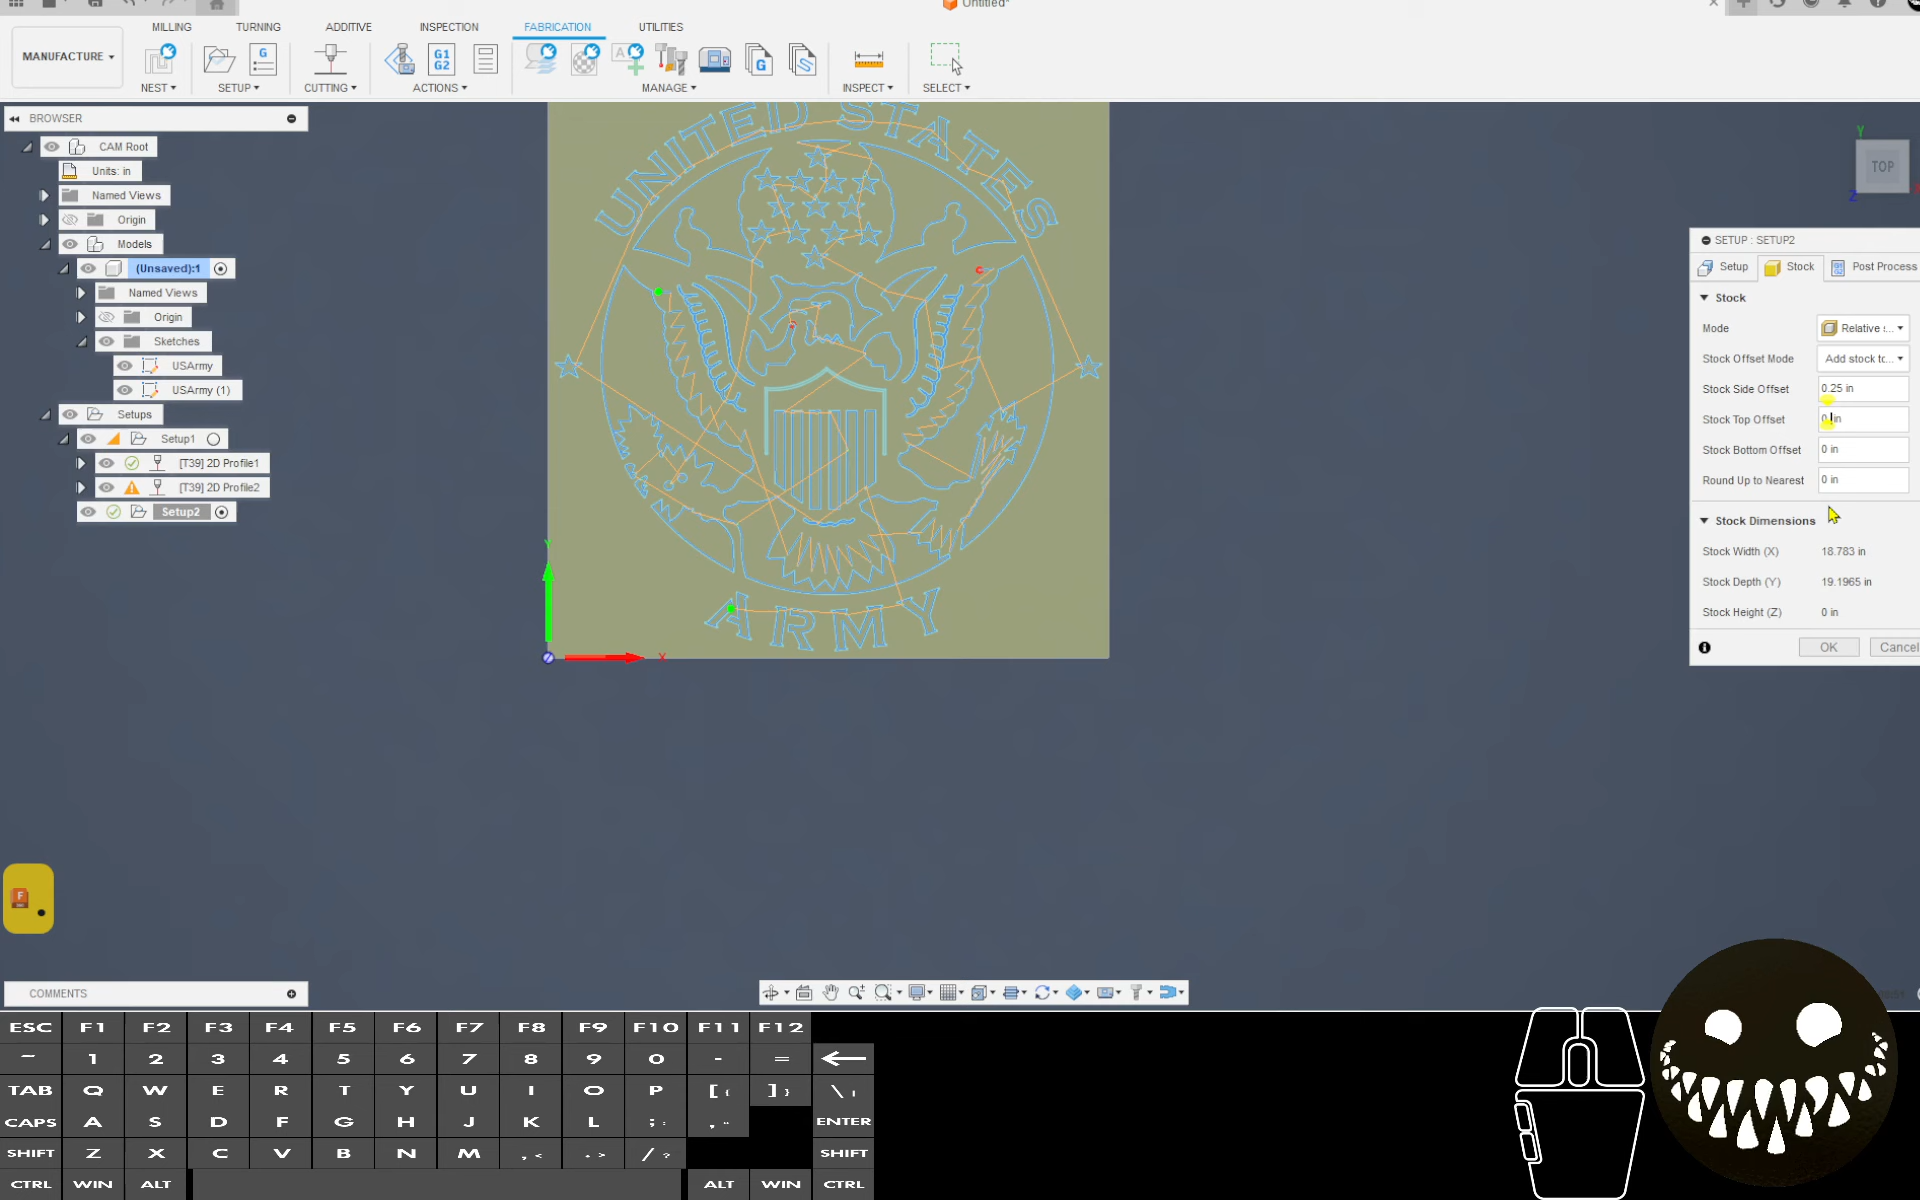 Untitled*
MILLING TURNING ADDITIVE INSPECTION FABRICATION UTILITIES
MANUFACTURE
G G1 G2 A G S
NEST SETUP CUTTING ACTIONS MANAGE INSPECT SELECT
BROWSER
CAM Root
Units: in
Named Views
Origin
Models
(Unsaved):1
Named Views
Origin
Sketches
USArmy
USArmy (1)
Setups
Setup1
[T39] 2D Profile1
[T39] 2D Profile2
Setup2
UNITED STATES
ARMY
Y
X
Y
TOP
Z
SETUP : SETUP2
Setup Stock Post Process
Stock
Mode Relative s...
Stock Offset Mode Add stock to...
Stock Side Offset 0.25 in
Stock Top Offset 0. in
Stock Bottom Offset 0 in
Round Up to Nearest 0 in
Stock Dimensions
Stock Width (X) 18.783 in
Stock Depth (Y) 19.1965 in
Stock Height (Z) 0 in
OK Cancel
F
COMMENTS
ESC F1 F2 F3 F4 F5 F6 F7 F8 F9 F10 F11 F12
~ 1 2 3 4 5 6 7 8 9 0 - =
TAB Q W E R T Y U I O P [{ ]} \|
CAPS A S D F G H J K L ;: ," ENTER
SHIFT Z X C V B N M ,< .> /? SHIFT
CTRL WIN ALT ALT WIN CTRL